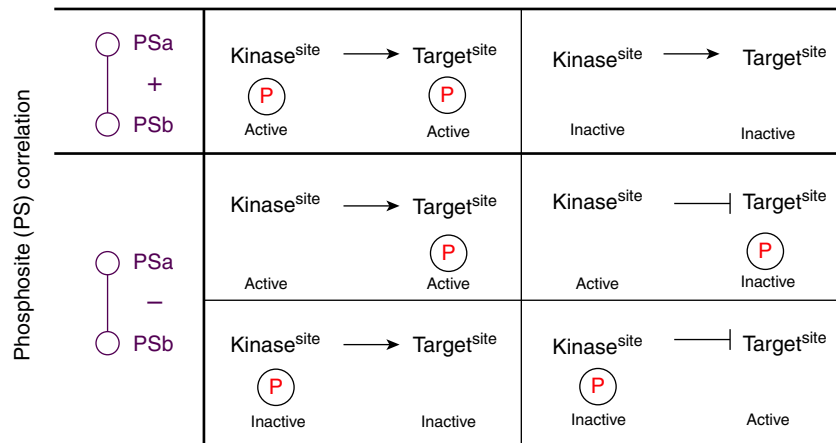 Phosphosite (PS) correlation
PSa
+
PSb
Kinase^site Target^site
P P
Active Active
Kinase^site Target^site
Inactive Inactive
PSa
−
PSb
Kinase^site Target^site
P
Active Active
Kinase^site Target^site
P
Active Inactive
Kinase^site Target^site
P
Inactive Inactive
Kinase^site Target^site
P
Inactive Active